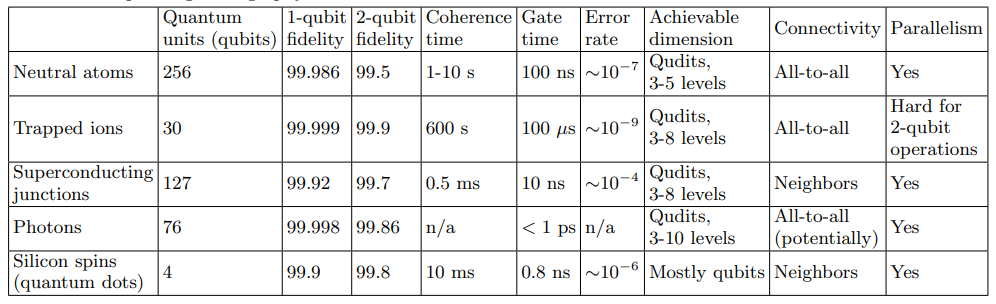 Quantum units (qubits) 1-qubit fidelity 2-qubit fidelity Coherence time Gate time Error rate Achievable dimension Connectivity Parallelism
Neutral atoms 256 99.986 99.5 1-10 s 100 ns ∼10⁻⁷ Qudits, 3-5 levels All-to-all Yes
Trapped ions 30 99.999 99.9 600 s 100 μs ∼10⁻⁹ Qudits, 3-8 levels All-to-all Hard for 2-qubit operations
Superconducting junctions 127 99.92 99.7 0.5 ms 10 ns ∼10⁻⁴ Qudits, 3-8 levels Neighbors Yes
Photons 76 99.998 99.86 n/a < 1 ps n/a Qudits, 3-10 levels All-to-all (potentially) Yes
Silicon spins (quantum dots) 4 99.9 99.8 10 ms 0.8 ns ∼10⁻⁶ Mostly qubits Neighbors Yes